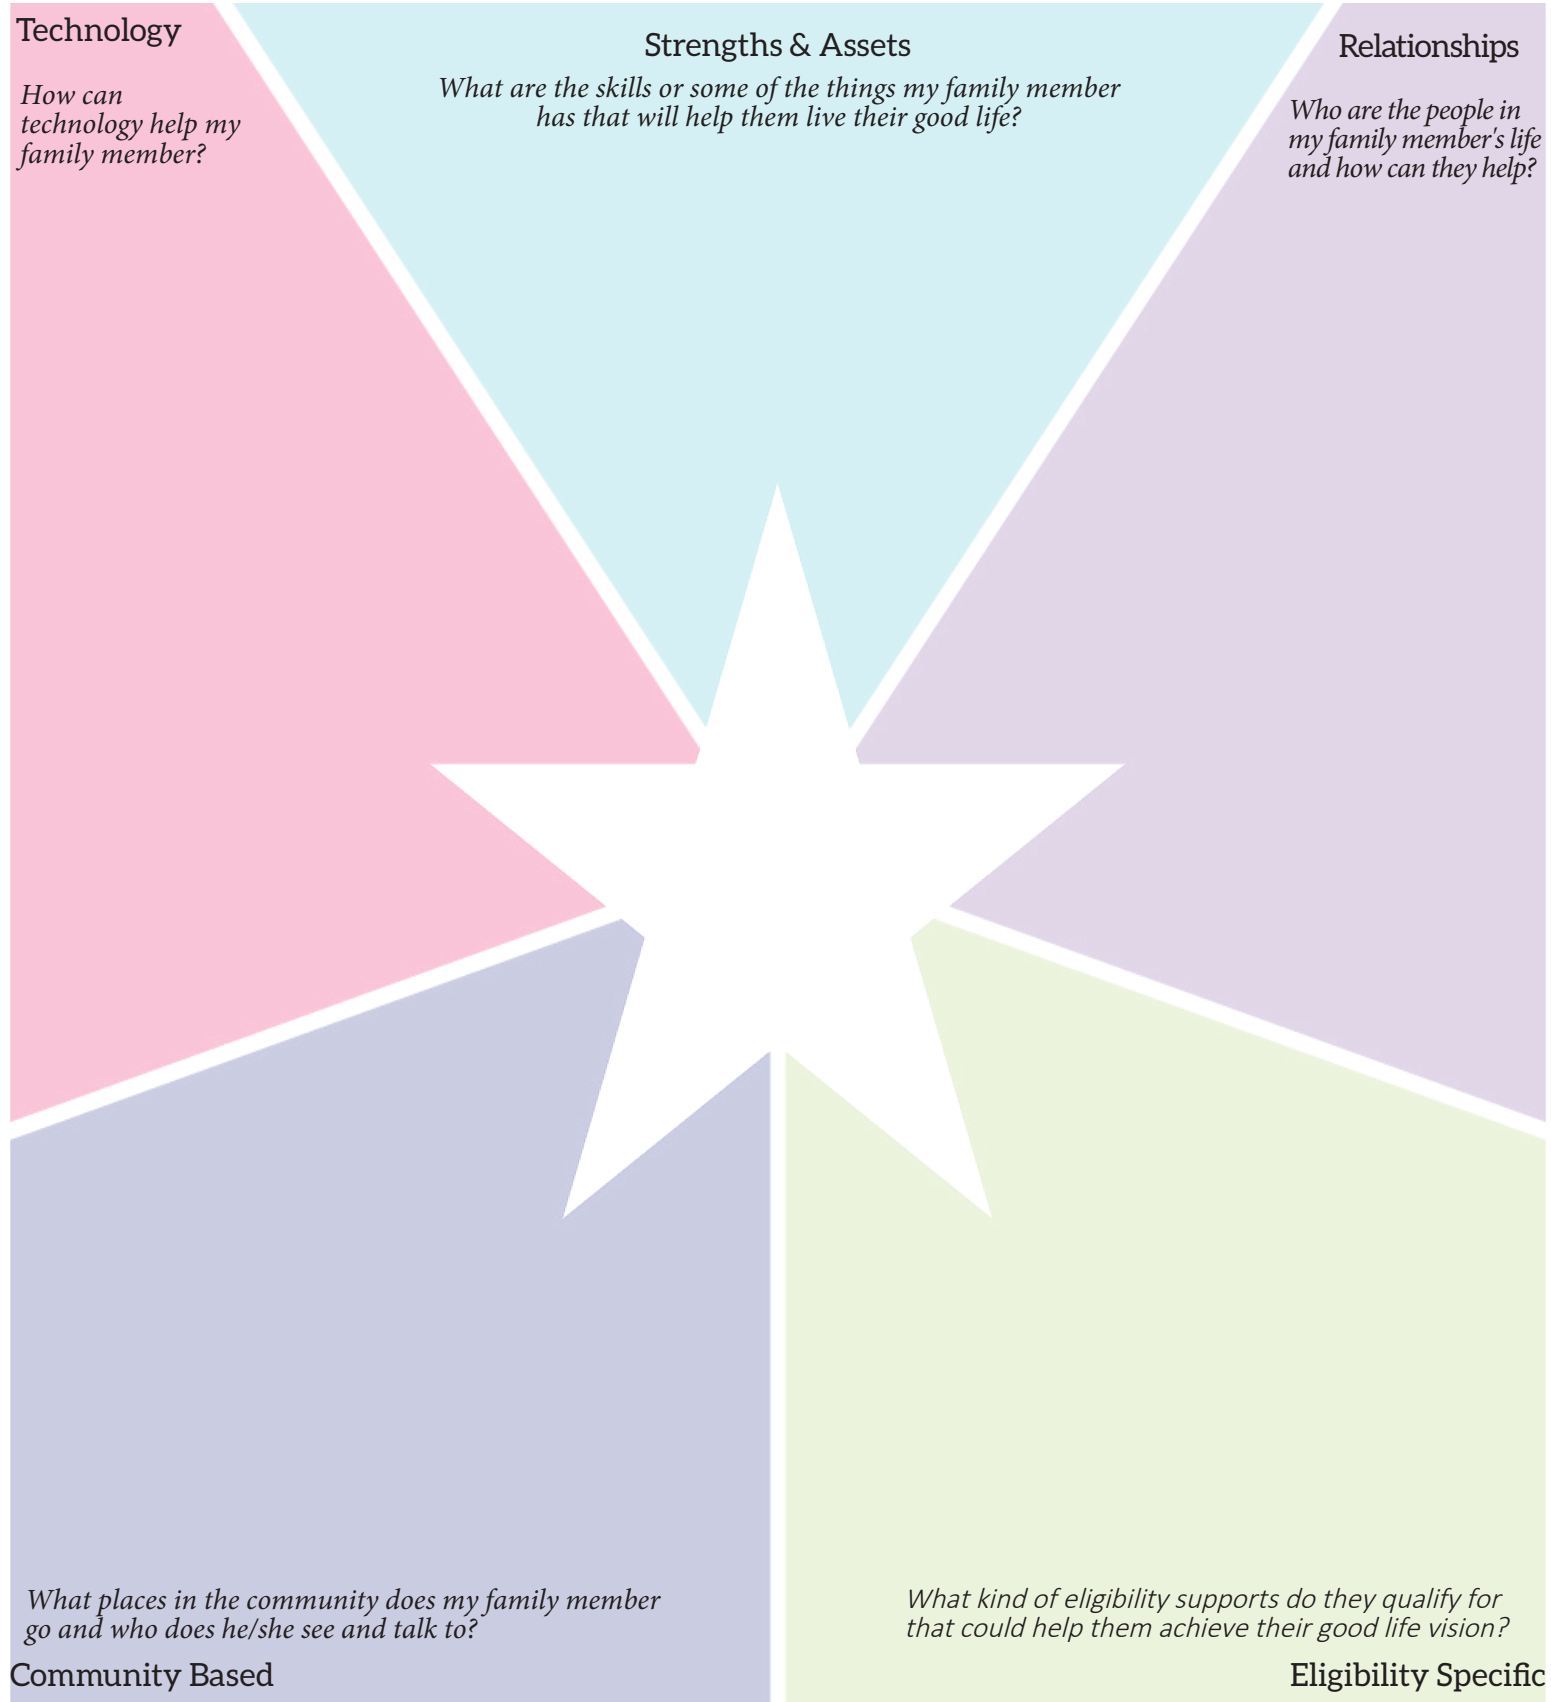 Technology
How can
technology help my
family member?
Strengths & Assets
What are the skills or some of the things my family member
has that will help them live their good life?
Relationships
Who are the people in
my family member's life
and how can they help?
What places in the community does my family member
go and who does he/she see and talk to?
Community Based
What kind of eligibility supports do they qualify for
that could help them achieve their good life vision?
Eligibility Specific